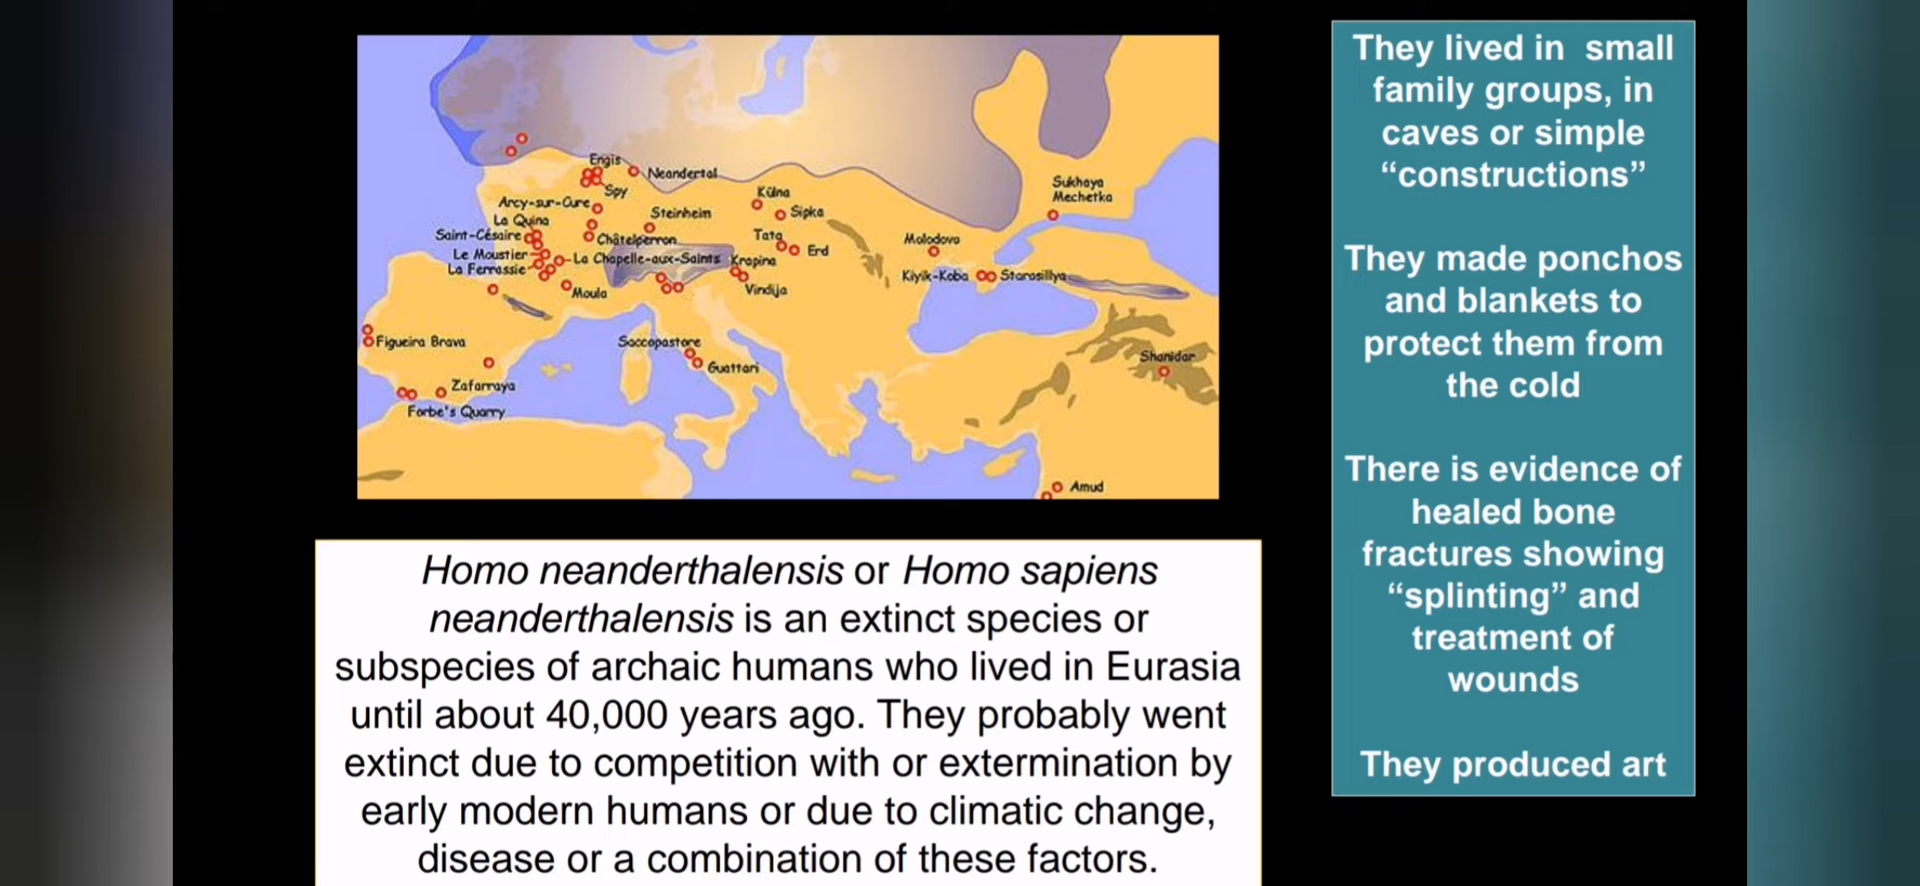 Engis
Neandertal
Spy
Arcy-sur-Cure
La Quina
Saint-Césaire
Châtelperron
Le Moustier
La Chapelle-aux-Saints
La Ferrassie
Moula
Steinheim
Külna
Sipka
Tata
Erd
Krapina
Vindija
Molodova
Sukhaya
Mechetka
Kiyik-Koba
Starosillya
Figueira Brava
Zafarraya
Forbe's Quarry
Saccopastore
Guattari
Shanidar
Amud
They lived in small
family groups, in
caves or simple
“constructions”
They made ponchos
and blankets to
protect them from
the cold
There is evidence of
healed bone
fractures showing
“splinting” and
treatment of
wounds
They produced art
Homo neanderthalensis or Homo sapiens
neanderthalensis is an extinct species or
subspecies of archaic humans who lived in Eurasia
until about 40,000 years ago. They probably went
extinct due to competition with or extermination by
early modern humans or due to climatic change,
disease or a combination of these factors.